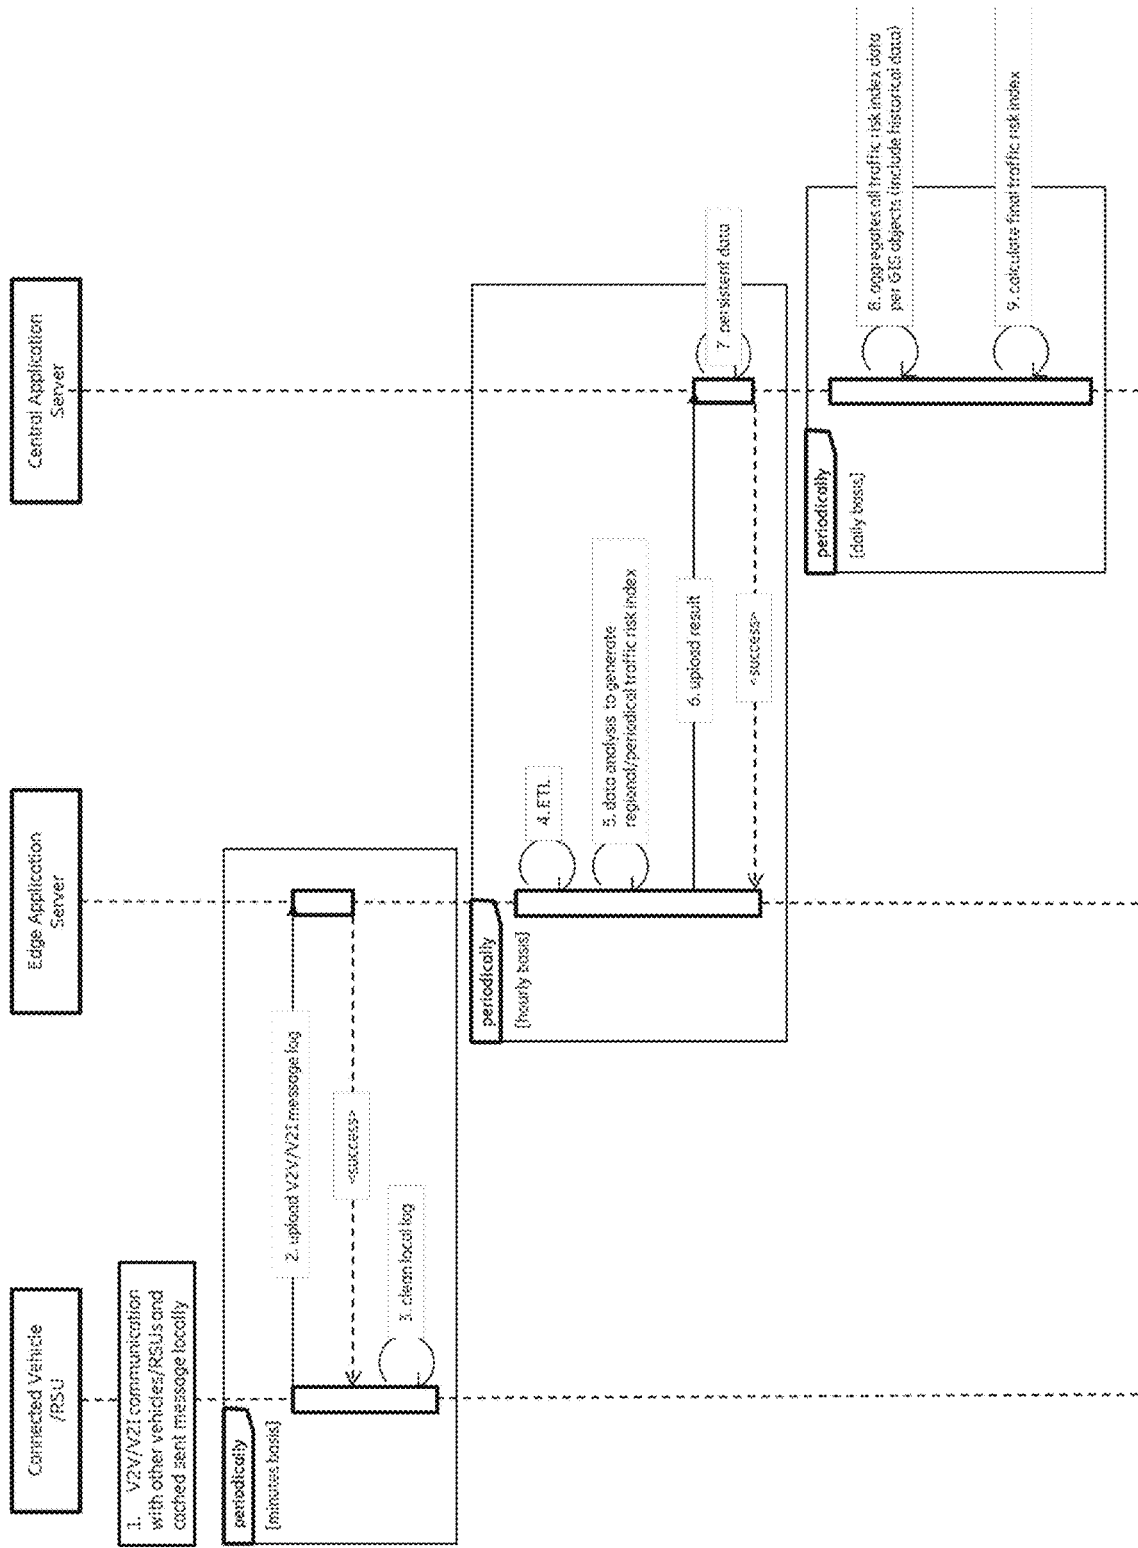 Connected Vehicle
/RSU
Edge Application
Server
Central Application
Server
1. V2V/V2I communication
with other vehicles/RSUs and
cached sent message locally
periodically
[minutes basis]
2. upload V2V/V2I message log
<success>
3. clean local log
periodically
[hourly basis]
4. ETL
5. data analysis to generate
regional/periodical traffic risk index
6. upload result
7. persistent data
<success>
periodically
[daily basis]
8. aggregates all traffic risk index data
per GIS objects (include historical data)
9. calculate final traffic risk index